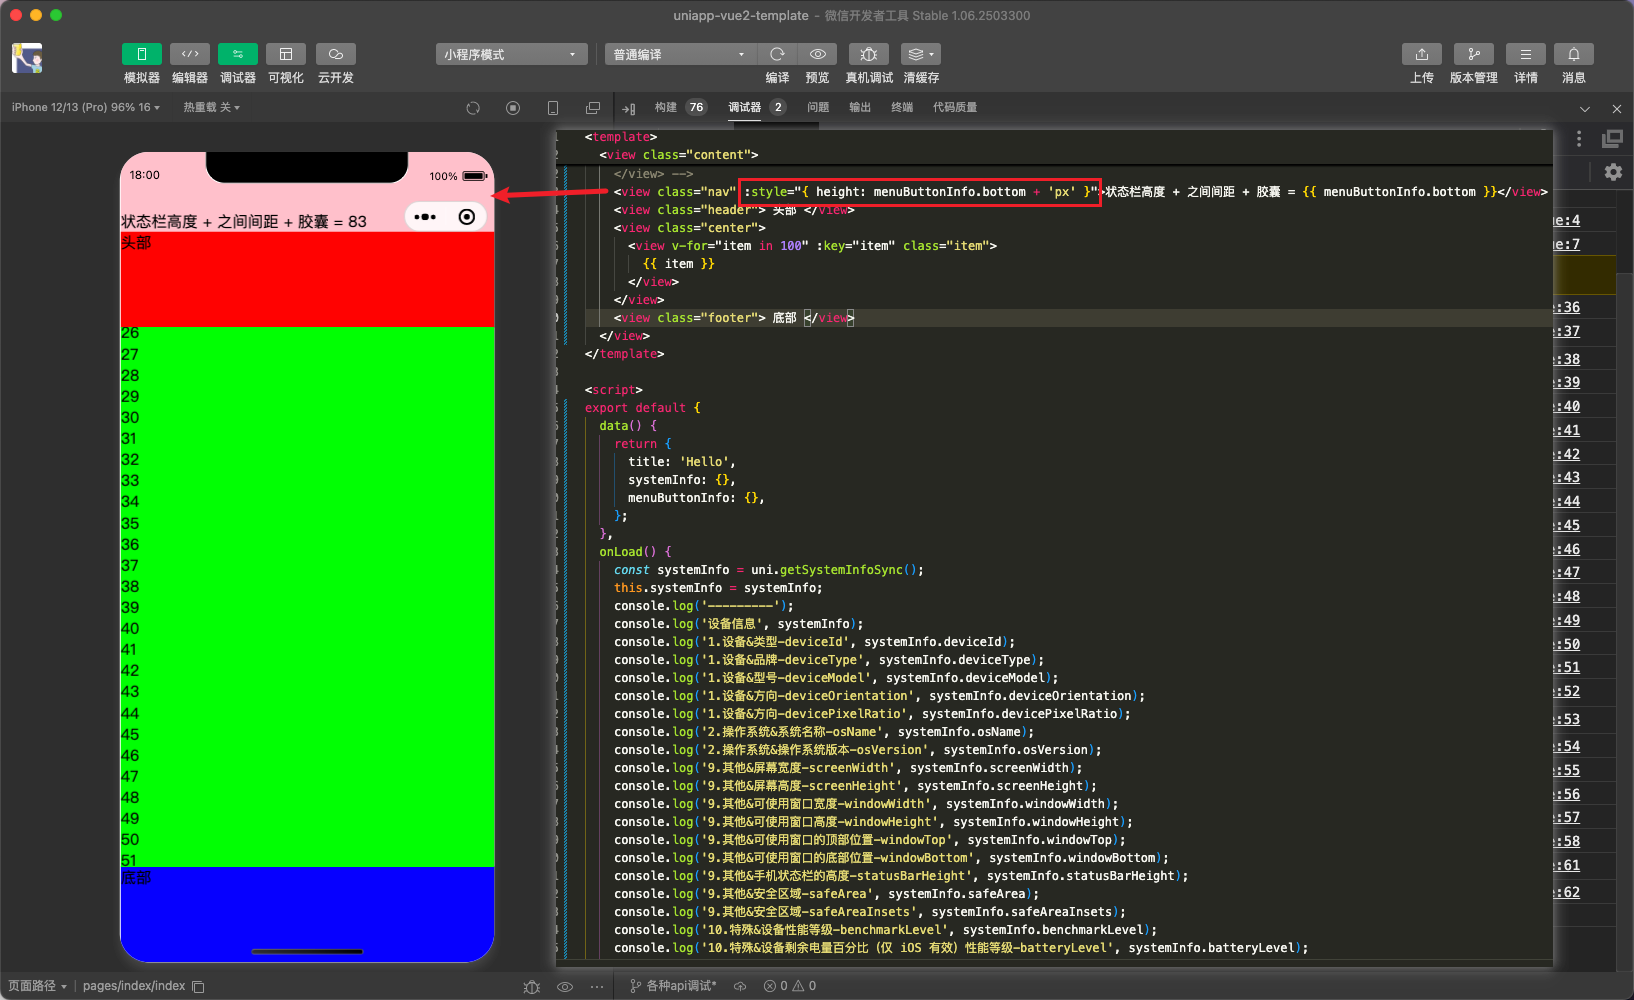 uniapp-vue2-template - 微信开发者工具 Stable 1.06.2503300
小程序模式
普通编译
模拟器 编辑器 调试器 可视化 云开发
编译 预览 真机调试 清缓存
上传 版本管理 详情 消息
iPhone 12/13 (Pro) 96% 16
热重载 关
构建 76 调试器 2 问题 输出 终端 代码质量
18:00
100%
状态栏高度 + 之间间距 + 胶囊 = 83
头部
26
27
28
29
30
31
32
33
34
35
36
37
38
39
40
41
42
43
44
45
46
47
48
49
50
51
底部
<template>
<view class="content">
</view> -->
<view class="nav" :style="{ height: menuButtonInfo.bottom + 'px' }">状态栏高度 + 之间间距 + 胶囊 = {{ menuButtonInfo.bottom }}</view>
<view class="header"> 头部 </view>
<view class="center">
<view v-for="item in 100" :key="item" class="item">
{{ item }}
</view>
</view>
<view class="footer"> 底部 </view>
</view>
</template>
<script>
export default {
data() {
return {
title: 'Hello',
systemInfo: {},
menuButtonInfo: {},
};
},
onLoad() {
const systemInfo = uni.getSystemInfoSync();
this.systemInfo = systemInfo;
console.log('---------');
console.log('设备信息', systemInfo);
console.log('1.设备&类型-deviceId', systemInfo.deviceId);
console.log('1.设备&品牌-deviceType', systemInfo.deviceType);
console.log('1.设备&型号-deviceModel', systemInfo.deviceModel);
console.log('1.设备&方向-deviceOrientation', systemInfo.deviceOrientation);
console.log('1.设备&方向-devicePixelRatio', systemInfo.devicePixelRatio);
console.log('2.操作系统&系统名称-osName', systemInfo.osName);
console.log('2.操作系统&操作系统版本-osVersion', systemInfo.osVersion);
console.log('9.其他&屏幕宽度-screenWidth', systemInfo.screenWidth);
console.log('9.其他&屏幕高度-screenHeight', systemInfo.screenHeight);
console.log('9.其他&可使用窗口宽度-windowWidth', systemInfo.windowWidth);
console.log('9.其他&可使用窗口高度-windowHeight', systemInfo.windowHeight);
console.log('9.其他&可使用窗口的顶部位置-windowTop', systemInfo.windowTop);
console.log('9.其他&可使用窗口的底部位置-windowBottom', systemInfo.windowBottom);
console.log('9.其他&手机状态栏的高度-statusBarHeight', systemInfo.statusBarHeight);
console.log('9.其他&安全区域-safeArea', systemInfo.safeArea);
console.log('9.其他&安全区域-safeAreaInsets', systemInfo.safeAreaInsets);
console.log('10.特殊&设备性能等级-benchmarkLevel', systemInfo.benchmarkLevel);
console.log('10.特殊&设备剩余电量百分比（仅 iOS 有效）性能等级-batteryLevel', systemInfo.batteryLevel);
ue:4
ue:7
:36
:37
:38
:39
:40
:41
:42
:43
:44
:45
:46
:47
:48
:49
:50
:51
:52
:53
:54
:55
:56
:57
:58
:61
:62
页面路径 | pages/index/index
各种api调试* 0 0